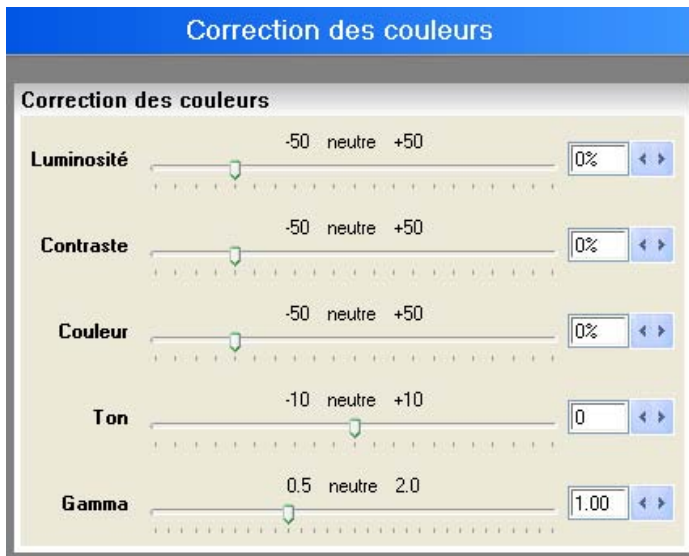 Correction des couleurs
Correction des couleurs
-50 neutre +50
Luminosité 0%
-50 neutre +50
Contraste 0%
-50 neutre +50
Couleur 0%
-10 neutre +10
Ton 0
0.5 neutre 2.0
Gamma 1.00